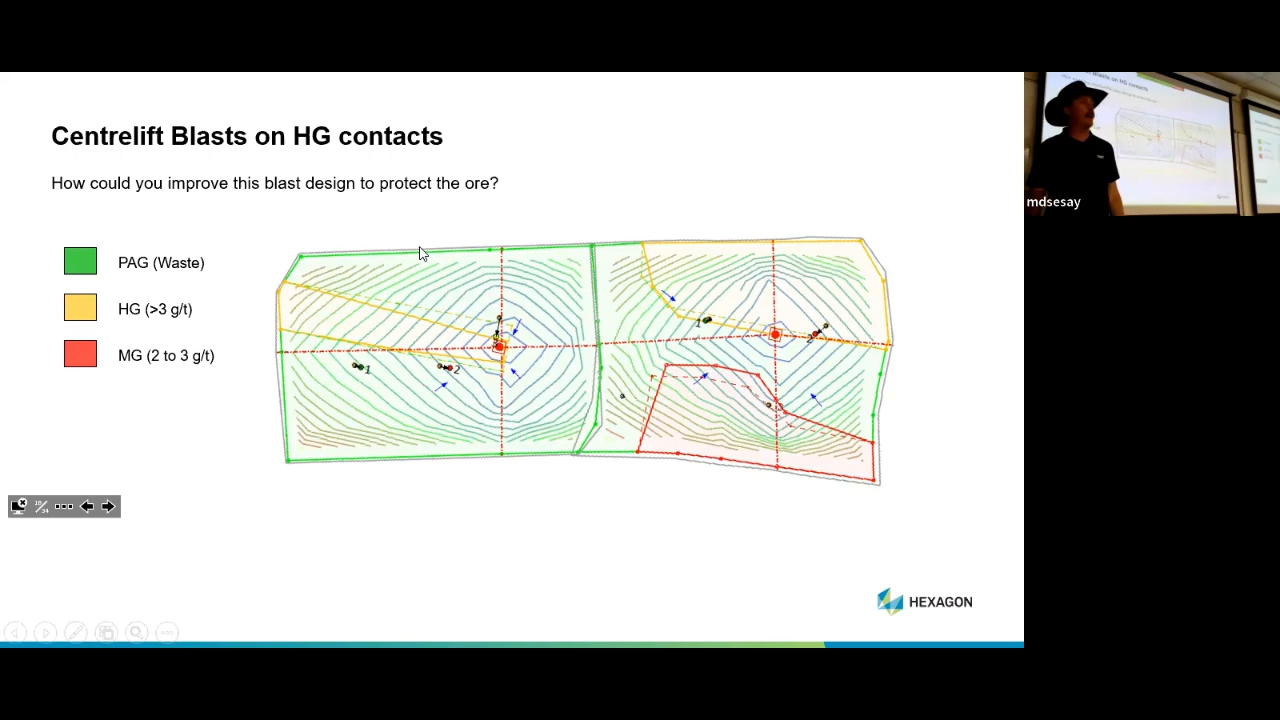 Centrelift Blasts on HG contacts
How could you improve this blast design to protect the ore?
PAG (Waste)
HG (>3 g/t)
MG (2 to 3 g/t)
1
2
1
2
HEXAGON
mdsesay